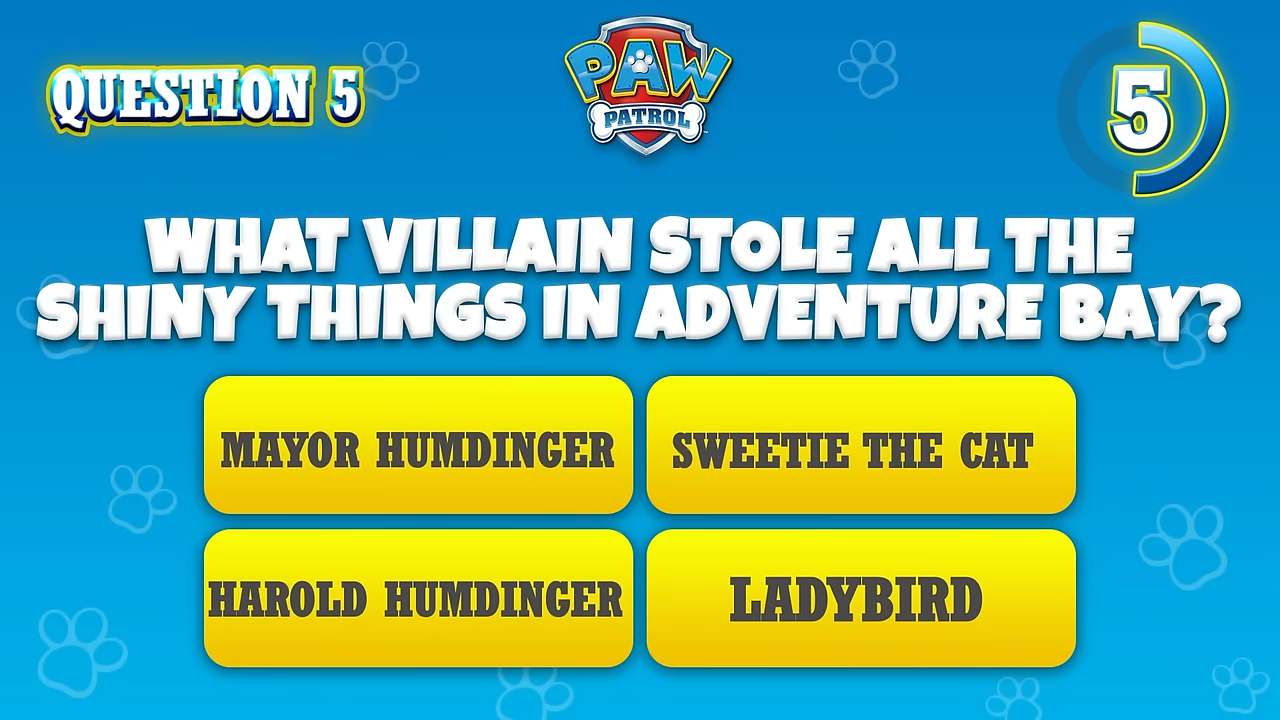 QUESTION 5
PAW
PATROL
5
WHAT VILLAIN STOLE ALL THE
SHINY THINGS IN ADVENTURE BAY?
MAYOR HUMDINGER
SWEETIE THE CAT
HAROLD HUMDINGER
LADYBIRD